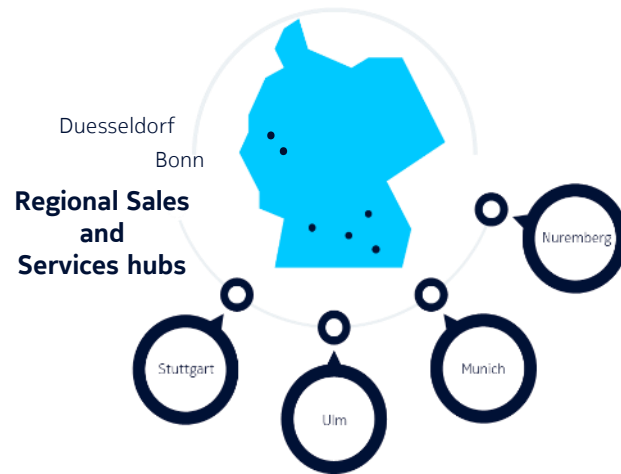 Duesseldorf
Bonn
Regional Sales
and
Services hubs
Nuremberg
Stuttgart
Munich
Ulm